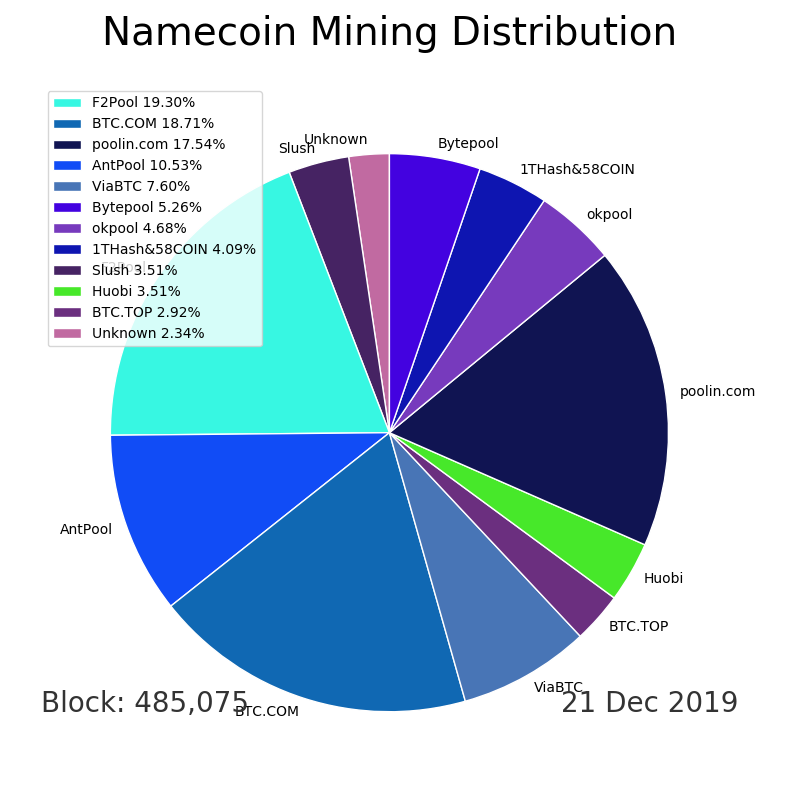 Namecoin Mining Distribution
F2Pool 19.30%
BTC.COM 18.71%
poolin.com 17.54%
AntPool 10.53%
ViaBTC 7.60%
Bytepool 5.26%
okpool 4.68%
1THash&58COIN 4.09%
Slush 3.51%
Huobi 3.51%
BTC.TOP 2.92%
Unknown 2.34%
Unknown
Slush
Bytepool
1THash&58COIN
okpool
F2Pool
poolin.com
AntPool
Huobi
BTC.TOP
ViaBTC
BTC.COM
Block: 485,075
21 Dec 2019